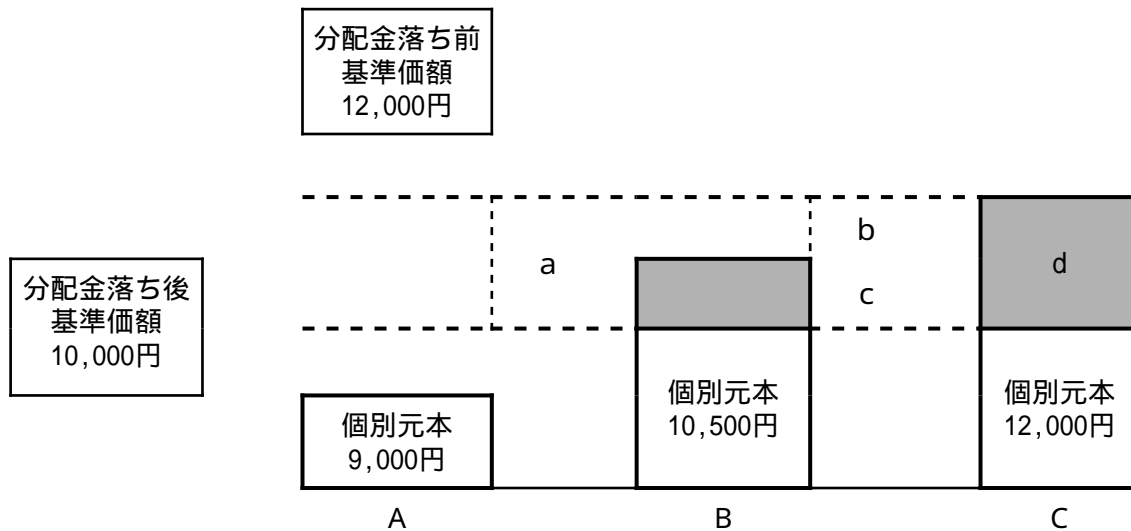 分配金落ち前
基準価額
12,000円
b
a
d
c
分配金落ち後
基準価額
10,000円
個別元本
9,000円
個別元本
10,500円
個別元本
12,000円
A
B
C